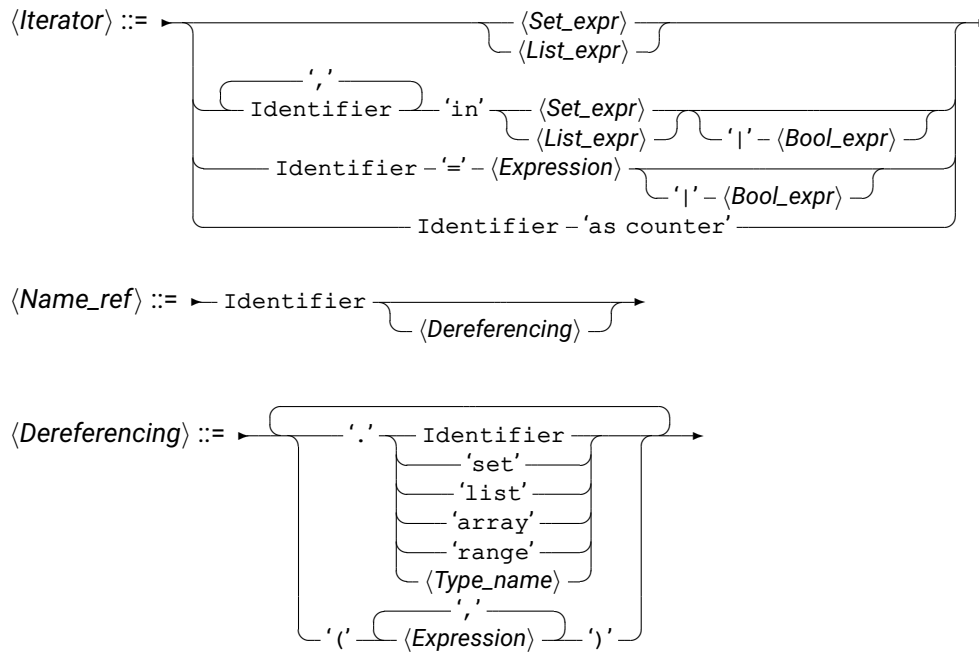 ⟨Iterator⟩ ::= ⟨Set_expr⟩
⟨List_expr⟩
‘,’
Identifier ‘in’ ⟨Set_expr⟩
⟨List_expr⟩ ‘|’ ⟨Bool_expr⟩
Identifier ‘=’ ⟨Expression⟩
‘|’ ⟨Bool_expr⟩
Identifier ‘as counter’
⟨Name_ref⟩ ::= Identifier
⟨Dereferencing⟩
⟨Dereferencing⟩ ::= ‘.’ Identifier
‘set’
‘list’
‘array’
‘range’
⟨Type_name⟩
‘,’
‘(’ ⟨Expression⟩ ‘)’